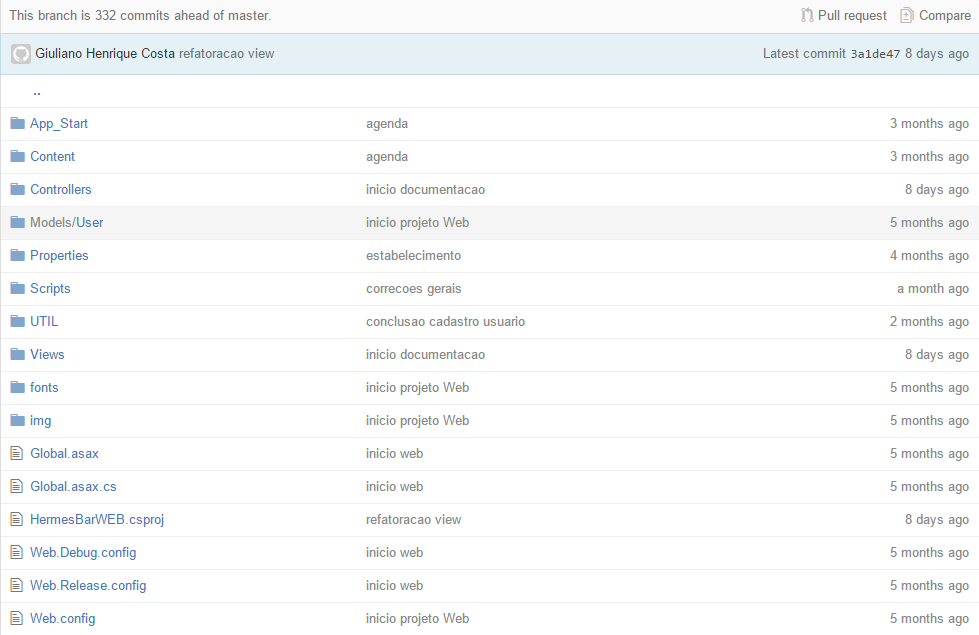 This branch is 332 commits ahead of master. Pull request Compare
Giuliano Henrique Costa refatoracao view Latest commit 3a1de47 8 days ago
..
App_Start agenda 3 months ago
Content agenda 3 months ago
Controllers inicio documentacao 8 days ago
Models/User inicio projeto Web 5 months ago
Properties estabelecimento 4 months ago
Scripts correcoes gerais a month ago
UTIL conclusao cadastro usuario 2 months ago
Views inicio documentacao 8 days ago
fonts inicio projeto Web 5 months ago
img inicio projeto Web 5 months ago
Global.asax inicio web 5 months ago
Global.asax.cs inicio web 5 months ago
HermesBarWEB.csproj refatoracao view 8 days ago
Web.Debug.config inicio web 5 months ago
Web.Release.config inicio web 5 months ago
Web.config inicio projeto Web 5 months ago